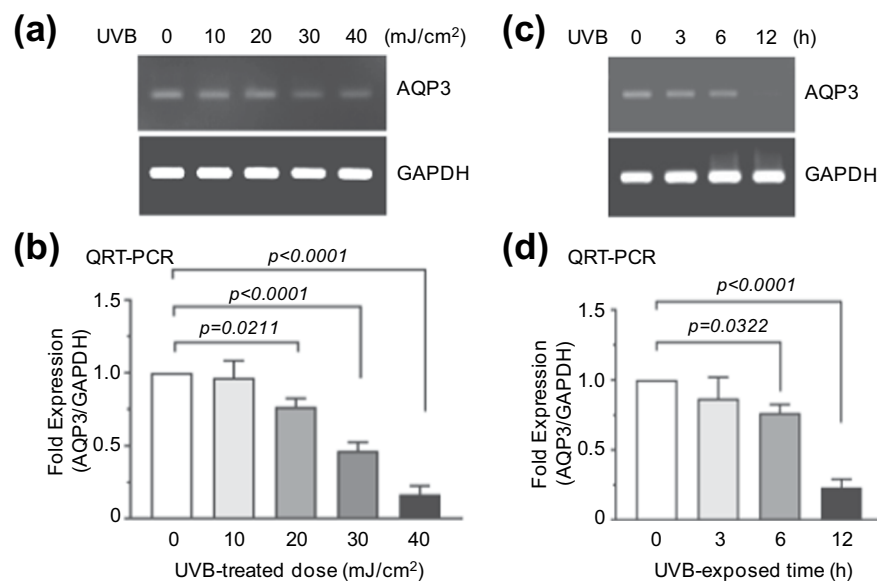 (a)
UVB 0 10 20 30 40 (mJ/cm²)
AQP3
GAPDH
(b)
QRT-PCR
p<0.0001
p<0.0001
p=0.0211
1.5
1.0
0.5
0
Fold Expression
(AQP3/GAPDH)
0 10 20 30 40
UVB-treated dose (mJ/cm²)
(c)
UVB 0 3 6 12 (h)
AQP3
GAPDH
(d)
QRT-PCR
p<0.0001
p=0.0322
1.5
1.0
0.5
0
Fold Expression
(AQP3/GAPDH)
0 3 6 12
UVB-exposed time (h)